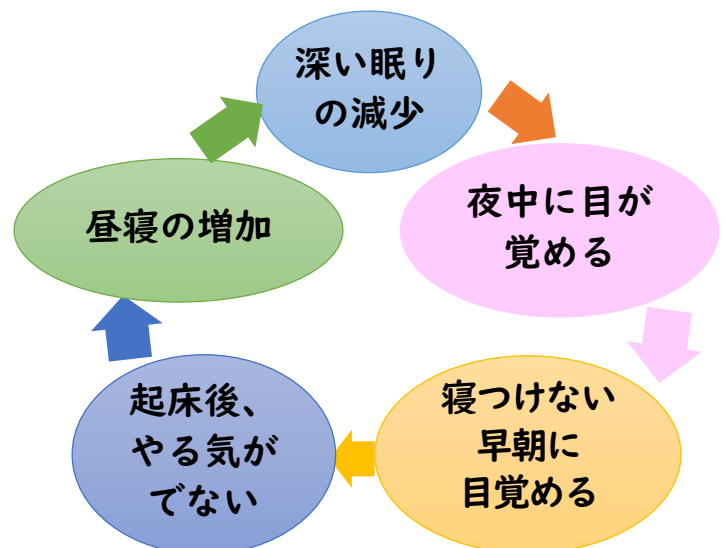 深い眠り
の減少
夜中に目が
覚める
寝つけない
早朝に
目覚める
起床後、
やる気が
でない
昼寝の増加